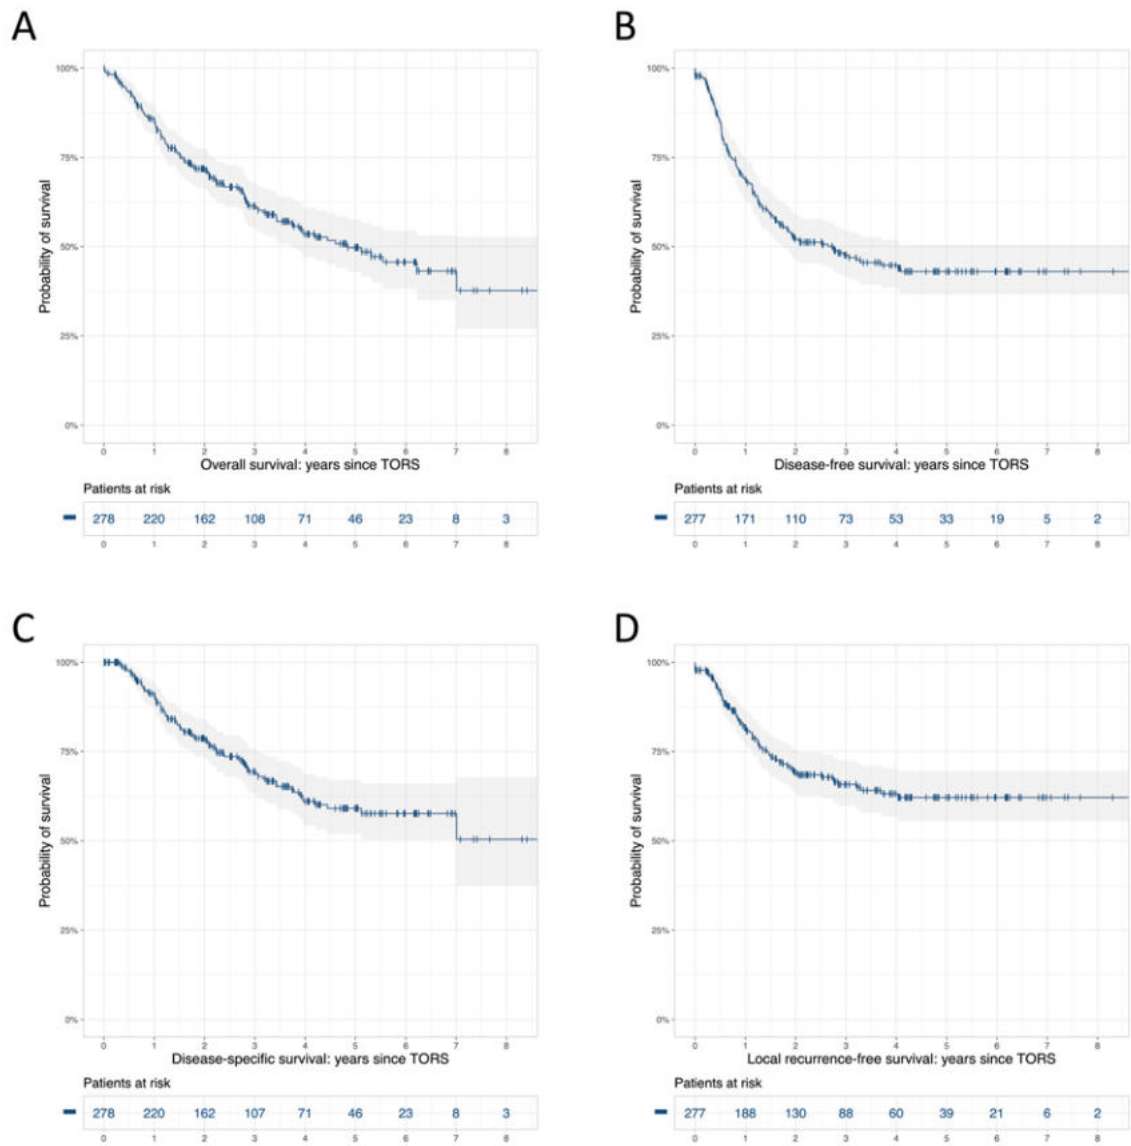 A
100%
75%
50%
25%
0%
Probability of survival
0 1 2 3 4 5 6 7 8
Overall survival: years since TORS
Patients at risk
278 220 162 108 71 46 23 8 3
0 1 2 3 4 5 6 7 8
B
100%
75%
50%
25%
0%
Probability of survival
0 1 2 3 4 5 6 7 8
Disease-free survival: years since TORS
Patients at risk
277 171 110 73 53 33 19 5 2
0 1 2 3 4 5 6 7 8
C
100%
75%
50%
25%
0%
Probability of survival
0 1 2 3 4 5 6 7 8
Disease-specific survival: years since TORS
Patients at risk
278 220 162 107 71 46 23 8 3
0 1 2 3 4 5 6 7 8
D
100%
75%
50%
25%
0%
Probability of survival
0 1 2 3 4 5 6 7 8
Local recurrence-free survival: years since TORS
Patients at risk
277 188 130 88 60 39 21 6 2
0 1 2 3 4 5 6 7 8